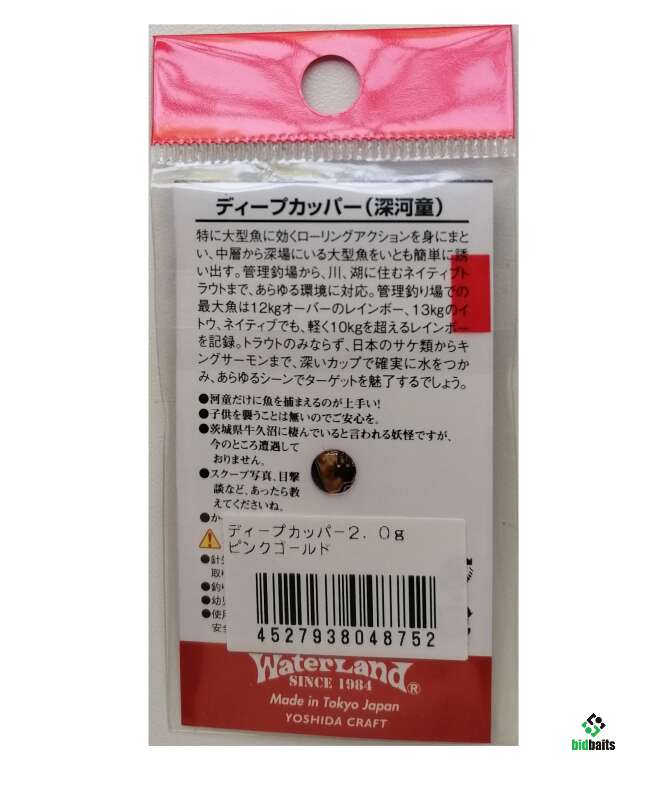 ディープカッパー（深河童）
特に大型魚に効くローリングアクションを身にまと
い、中層から深場にいる大型魚をいとも簡単に誘
い出す。管理釣場から、川、湖に住むネイティブト
ラウトまで、あらゆる環境に対応。管理釣り場での
最大魚は12kgオーバーのレインボー、13kgのイ
トウ、ネイティブでも、軽く10kgを超えるレインボー
を記録。トラウトのみならず、日本のサケ類からキ
ングサーモンまで、深いカップで確実に水をつか
み、あらゆるシーンでターゲットを魅了するでしょう。
●河童だけに魚を捕まえるのが上手い!
●子供を襲うことは無いのでご安心を。
●茨城県牛久沼に棲んでいると言われる妖怪ですが、
今のところ遭遇して
おりません。
●スクープ写真、目撃
談など、あったら教
えてくださいね。
●か
ディープカッパー2.0g
ピンクゴールド
●針
取
●釣り
●幼
●使用
安全
4527938048752
WaterLand®
SINCE 1984
Made in Tokyo Japan
YOSHIDA CRAFT
bidbaits